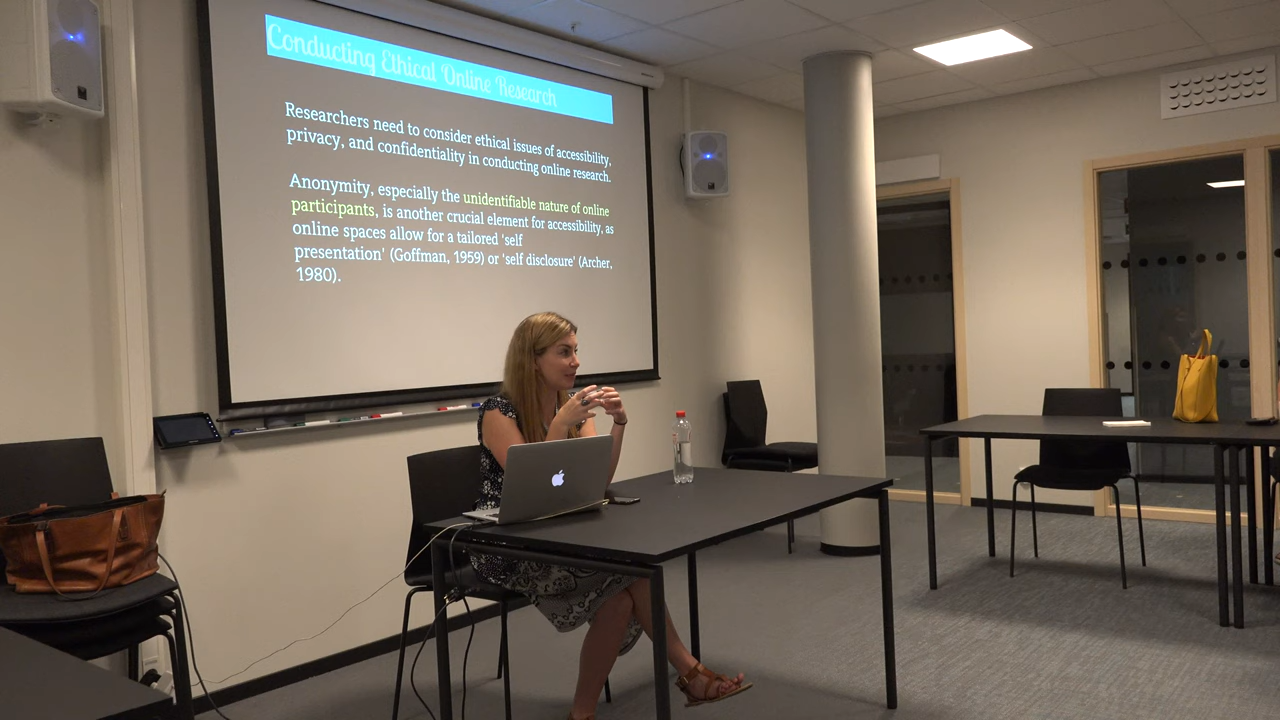 Conducting Ethical Online Research
Researchers need to consider ethical issues of accessibility,
privacy, and confidentiality in conducting online research.
Anonymity, especially the unidentifiable nature of online
participants, is another crucial element for accessibility, as
online spaces allow for a tailored 'self
presentation' (Goffman, 1959) or 'self disclosure' (Archer,
1980).